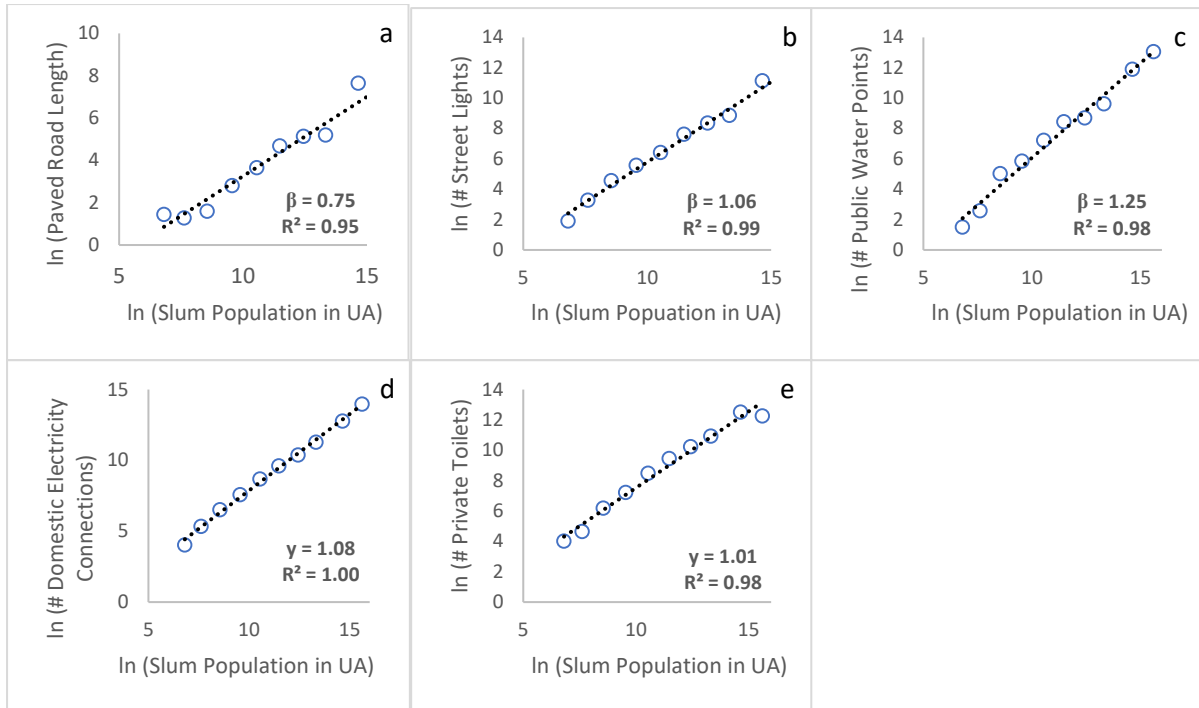 a
ln (Paved Road Length)
10
8
6
4
2
0
5
10
15
β = 0.75
R² = 0.95
ln (Slum Population in UA)
b
ln (# Street Lights)
14
12
10
8
6
4
2
0
5
10
15
β = 1.06
R² = 0.99
ln (Slum Popuation in UA)
c
ln (# Public Water Points)
14
12
10
8
6
4
2
0
5
10
15
β = 1.25
R² = 0.98
ln (Slum Population in UA)
d
ln (# Domestic Electricity
Connections)
15
10
5
0
5
10
15
y = 1.08
R² = 1.00
ln (Slum Population in UA)
e
ln (# Private Toilets)
14
12
10
8
6
4
2
0
5
10
15
y = 1.01
R² = 0.98
ln (Slum Population in UA)